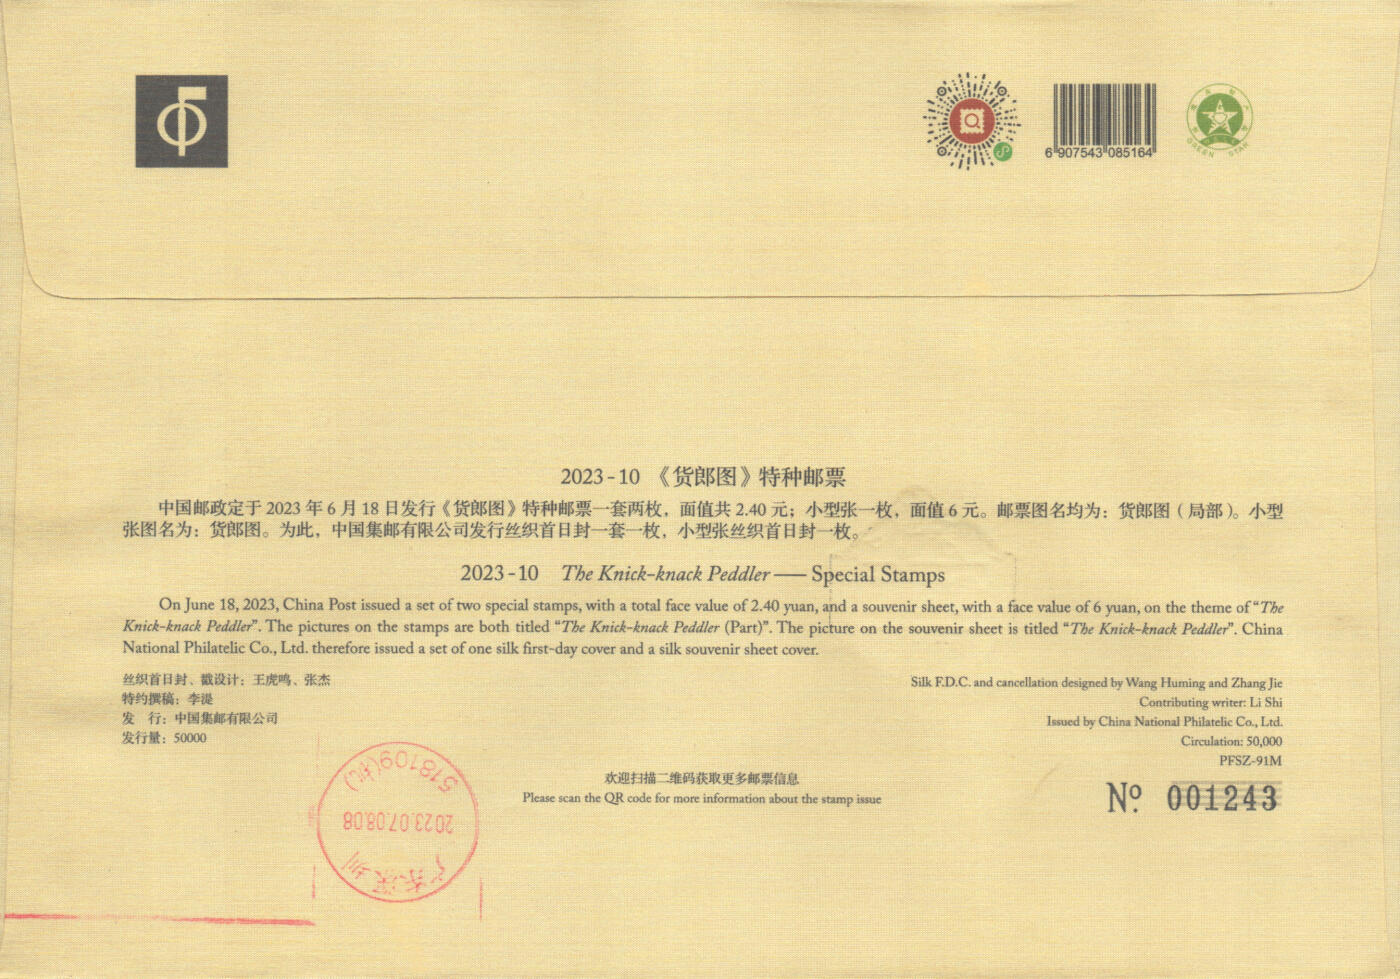 6 907543 085164
GREEN STAR
2023-10 《货郎图》特种邮票
中国邮政定于 2023 年 6 月 18 日发行《货郎图》特种邮票一套两枚，面值共 2.40 元；小型张一枚，面值 6 元。邮票图名均为：货郎图（局部）。小型
张图名为：货郎图。为此，中国集邮有限公司发行丝织首日封一套一枚，小型张丝织首日封一枚。
2023-10 The Knick-knack Peddler —— Special Stamps
On June 18, 2023, China Post issued a set of two special stamps, with a total face value of 2.40 yuan, and a souvenir sheet, with a face value of 6 yuan, on the theme of “The
Knick-knack Peddler”. The pictures on the stamps are both titled “The Knick-knack Peddler (Part)”. The picture on the souvenir sheet is titled “The Knick-knack Peddler”. China
National Philatelic Co., Ltd. therefore issued a set of one silk first-day cover and a silk souvenir sheet cover.
丝织首日封、戳设计：王虎鸣、张杰
特约撰稿：李湜
发 行：中国集邮有限公司
发行量：50000
Silk F.D.C. and cancellation designed by Wang Huming and Zhang Jie
Contributing writer: Li Shi
Issued by China National Philatelic Co., Ltd.
Circulation: 50,000
PFSZ-91M
№ 001243
欢迎扫描二维码获取更多邮票信息
Please scan the QR code for more information about the stamp issue
广东深圳
2023.07.08.08
518109(机)